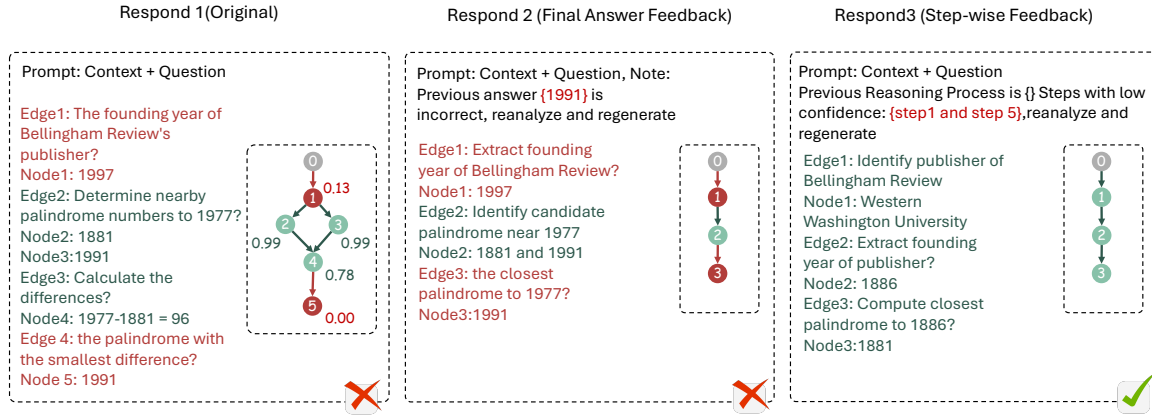 Respond 1(Original)
Prompt: Context + Question
Edge1: The founding year of
Bellingham Review's
publisher?
Node1: 1997
Edge2: Determine nearby
palindrome numbers to 1977?
Node2: 1881
Node3:1991
Edge3: Calculate the
differences?
Node4: 1977-1881 = 96
Edge 4: the palindrome with
the smallest difference?
Node 5: 1991
0
1
0.13
2
3
0.99
0.99
4
0.78
5
0.00
Respond 2 (Final Answer Feedback)
Prompt: Context + Question, Note:
Previous answer {1991} is
incorrect, reanalyze and regenerate
Edge1: Extract founding
year of Bellingham Review?
Node1: 1997
Edge2: Identify candidate
palindrome near 1977
Node2: 1881 and 1991
Edge3: the closest
palindrome to 1977?
Node3:1991
0
1
2
3
Respond3 (Step-wise Feedback)
Prompt: Context + Question
Previous Reasoning Process is {} Steps with low
confidence: {step1 and step 5},reanalyze and
regenerate
Edge1: Identify publisher of
Bellingham Review
Node1: Western
Washington University
Edge2: Extract founding
year of publisher?
Node2: 1886
Edge3: Compute closest
palindrome to 1886?
Node3:1881
0
1
2
3